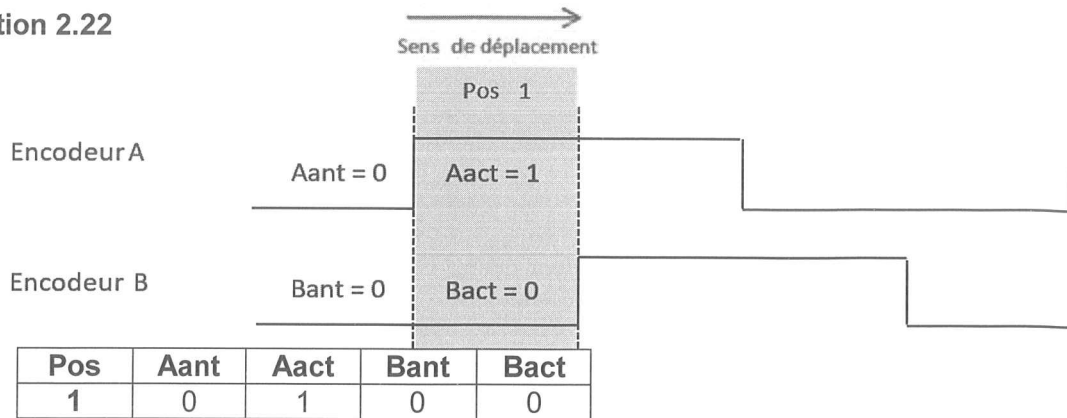 tion 2.22
Sens de déplacement
Pos 1
Encodeur A
Aant = 0 Aact = 1
Encodeur B
Bant = 0 Bact = 0
Pos Aant Aact Bant Bact
1 0 1 0 0